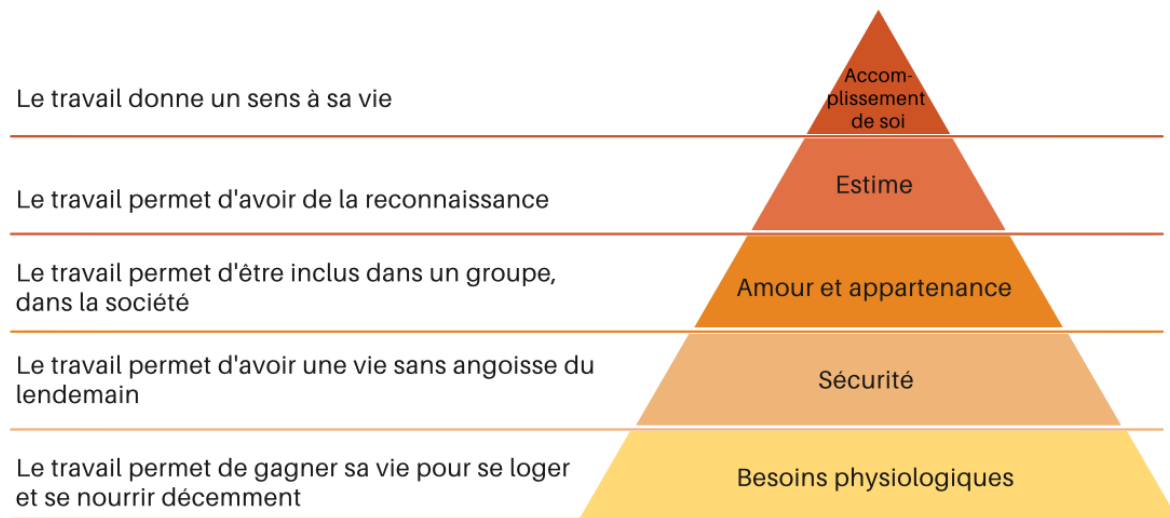 Le travail donne un sens à sa vie
Accom-
plissement
de soi
Le travail permet d'avoir de la reconnaissance
Estime
Le travail permet d'être inclus dans un groupe,
dans la société
Amour et appartenance
Le travail permet d'avoir une vie sans angoisse du
lendemain
Sécurité
Le travail permet de gagner sa vie pour se loger
et se nourrir décemment
Besoins physiologiques